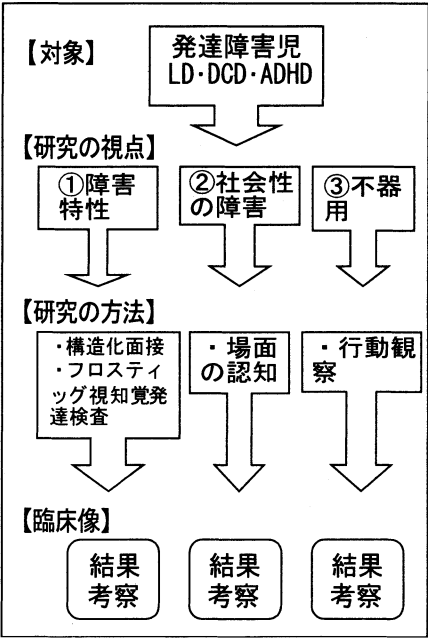 【対象】
発達障害児
LD・DCD・ADHD
【研究の視点】
①障害
特性
②社会性
の障害
③不器
用
【研究の方法】
・構造化面接
・フロスティ
ッグ視知覚発
達検査
・場面
の認知
・行動観
察
【臨床像】
結果
考察
結果
考察
結果
考察